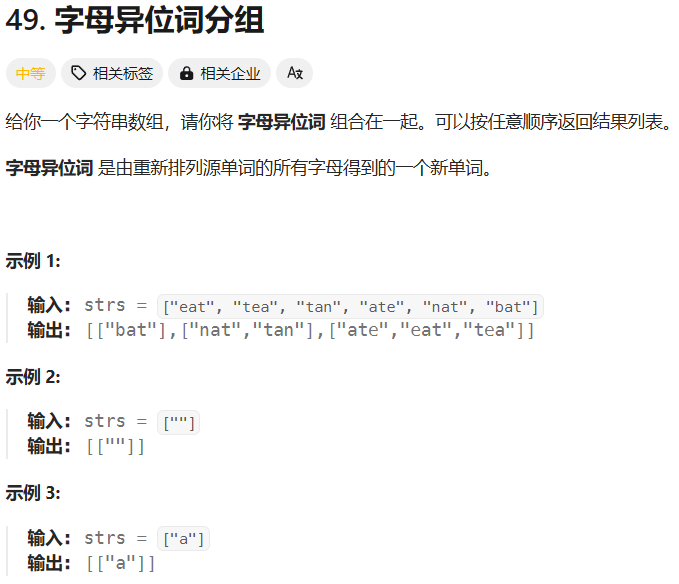 49. 字母异位词分组
中等 相关标签 相关企业 Aあ
给你一个字符串数组，请你将 字母异位词 组合在一起。可以按任意顺序返回结果列表。
字母异位词 是由重新排列源单词的所有字母得到的一个新单词。
示例 1:
输入: strs = ["eat", "tea", "tan", "ate", "nat", "bat"]
输出: [["bat"],["nat","tan"],["ate","eat","tea"]]
示例 2:
输入: strs = [""]
输出: [[""]]
示例 3:
输入: strs = ["a"]
输出: [["a"]]